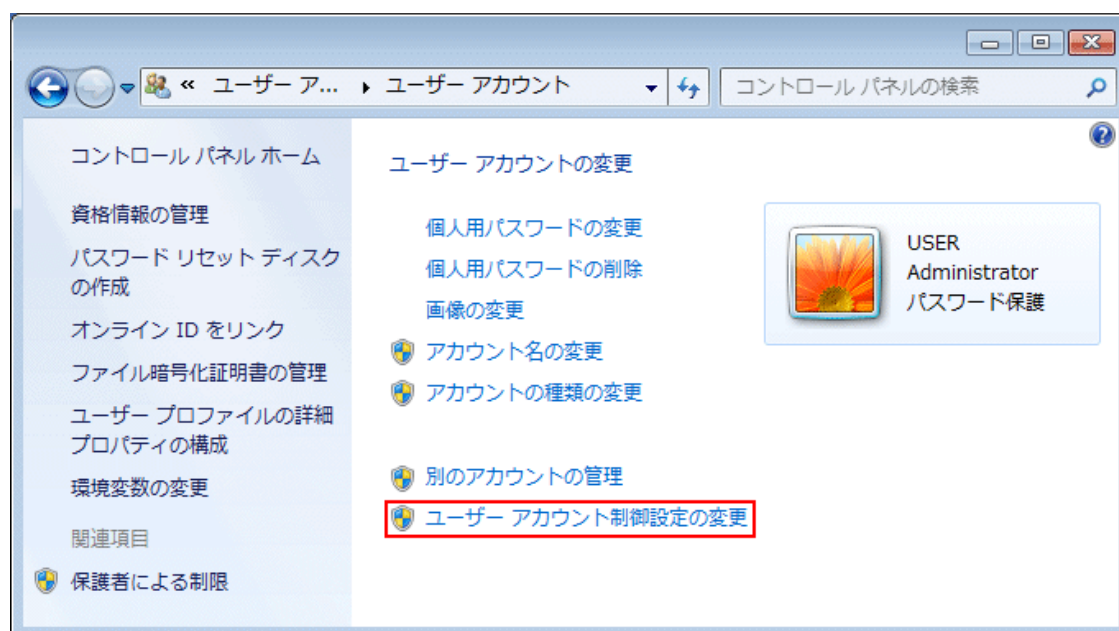 « ユーザー ア... ▸ ユーザー アカウント
コントロール パネルの検索
コントロール パネル ホーム
資格情報の管理
パスワード リセット ディスク
の作成
オンライン ID をリンク
ファイル暗号化証明書の管理
ユーザー プロファイルの詳細
プロパティの構成
環境変数の変更
関連項目
保護者による制限
ユーザー アカウントの変更
個人用パスワードの変更
個人用パスワードの削除
画像の変更
アカウント名の変更
アカウントの種類の変更
別のアカウントの管理
ユーザー アカウント制御設定の変更
USER
Administrator
パスワード保護